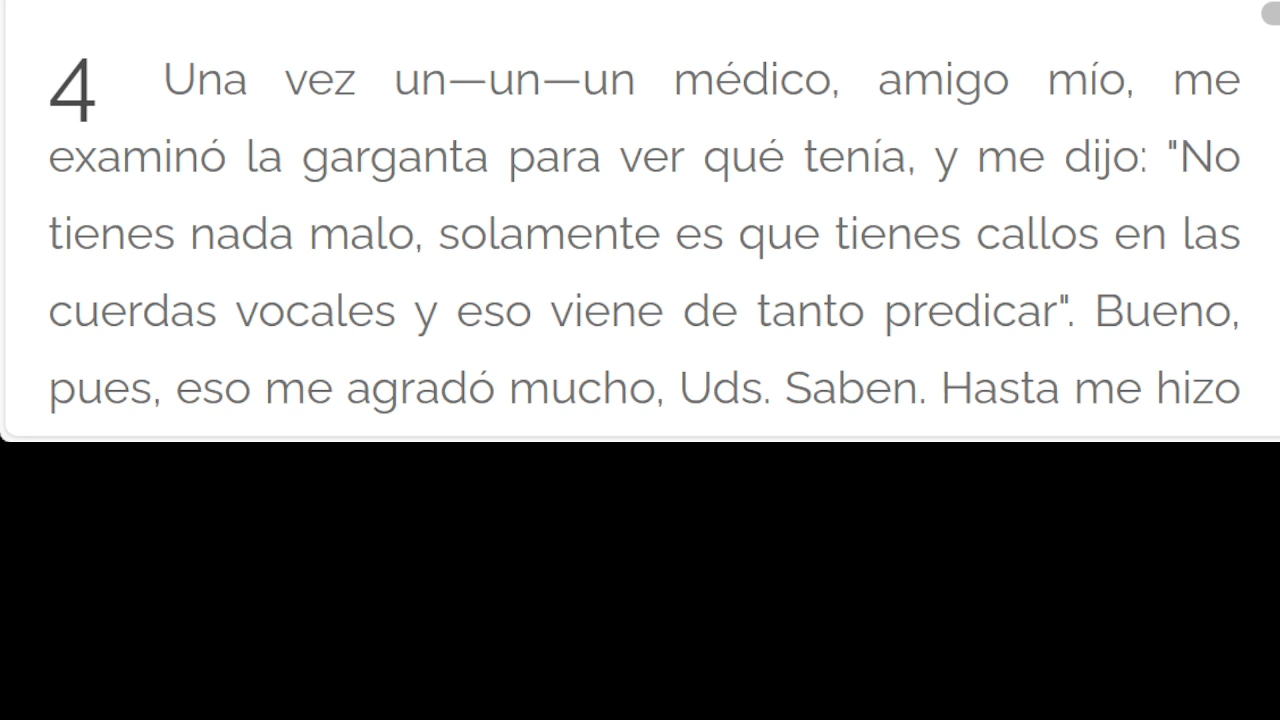 4 Una vez un—un—un médico, amigo mío, me
examinó la garganta para ver qué tenía, y me dijo: "No
tienes nada malo, solamente es que tienes callos en las
cuerdas vocales y eso viene de tanto predicar". Bueno,
pues, eso me agradó mucho, Uds. Saben. Hasta me hizo